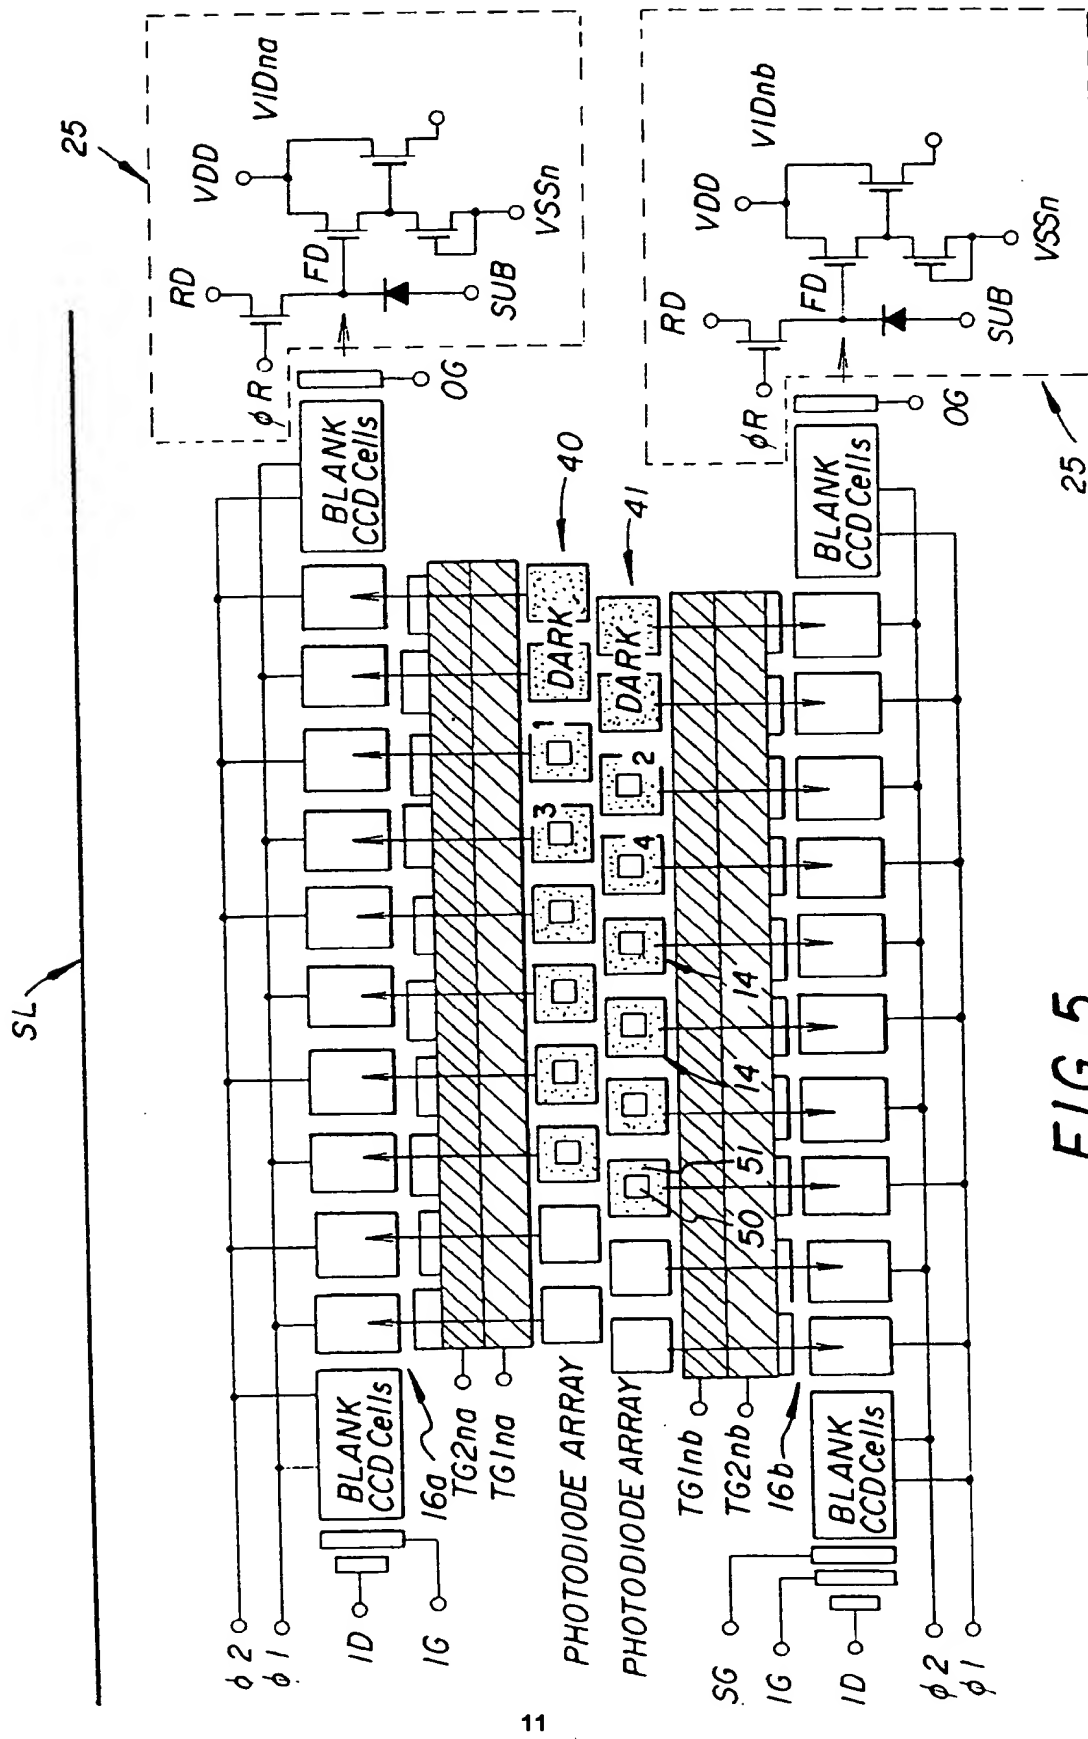 SL
25
VIDna
VDD
RD
FD
VSSn
SUB
φR
OG
BLANK
CCD Cells
40
41
DARK
DARK
1
3
2
4
14
14
50
51
φ2
φ1
ID
IG
BLANK
CCD Cells
16a
TG2na
TG1na
PHOTODIODE ARRAY
PHOTODIODE ARRAY
TG1nb
TG2nb
16b
SG
IG
ID
BLANK
CCD Cells
φ2
φ1
BLANK
CCD Cells
OG
φR
RD
FD
SUB
VDD
VIDnb
VSSn
25
FIG. 5
11